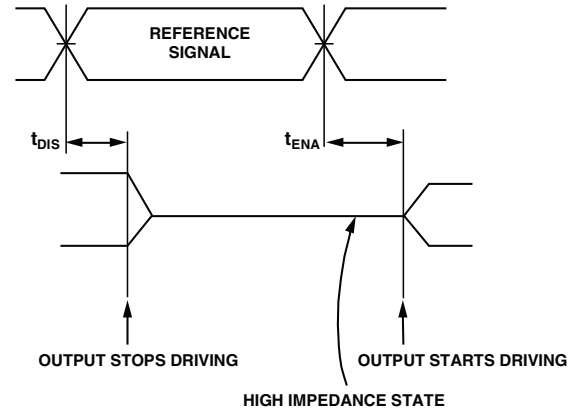 REFERENCE
SIGNAL
tDIS
tENA
OUTPUT STOPS DRIVING
OUTPUT STARTS DRIVING
HIGH IMPEDANCE STATE